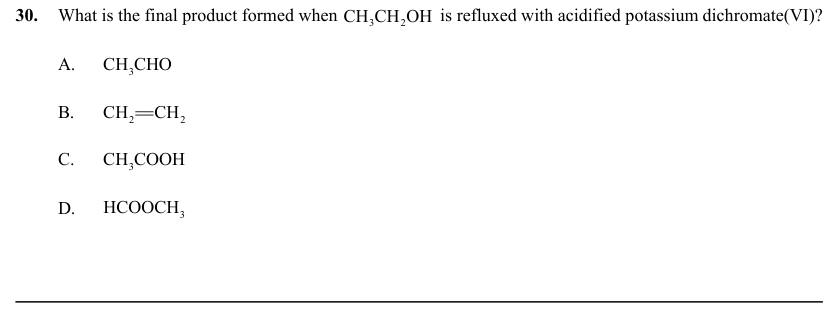 30. What is the final product formed when CH₃CH₂OH is refluxed with acidified potassium dichromate(VI)?
A. CH₃CHO
B. CH₂=CH₂
C. CH₃COOH
D. HCOOCH₃